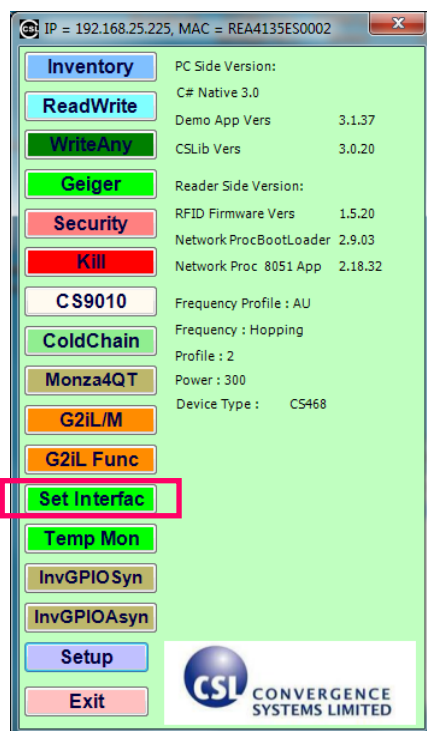 IP = 192.168.25.225, MAC = REA4135ES0002
Inventory
ReadWrite
WriteAny
Geiger
Security
Kill
CS9010
ColdChain
Monza4QT
G2iL/M
G2iL Func
Set Interfac
Temp Mon
InvGPIOSyn
InvGPIOAsyn
Setup
Exit
PC Side Version:
C# Native 3.0
Demo App Vers 3.1.37
CSLib Vers 3.0.20
Reader Side Version:
RFID Firmware Vers 1.5.20
Network ProcBootLoader 2.9.03
Network Proc 8051 App 2.18.32
Frequency Profile : AU
Frequency : Hopping
Profile : 2
Power : 300
Device Type : CS468
CSL CONVERGENCE
SYSTEMS LIMITED